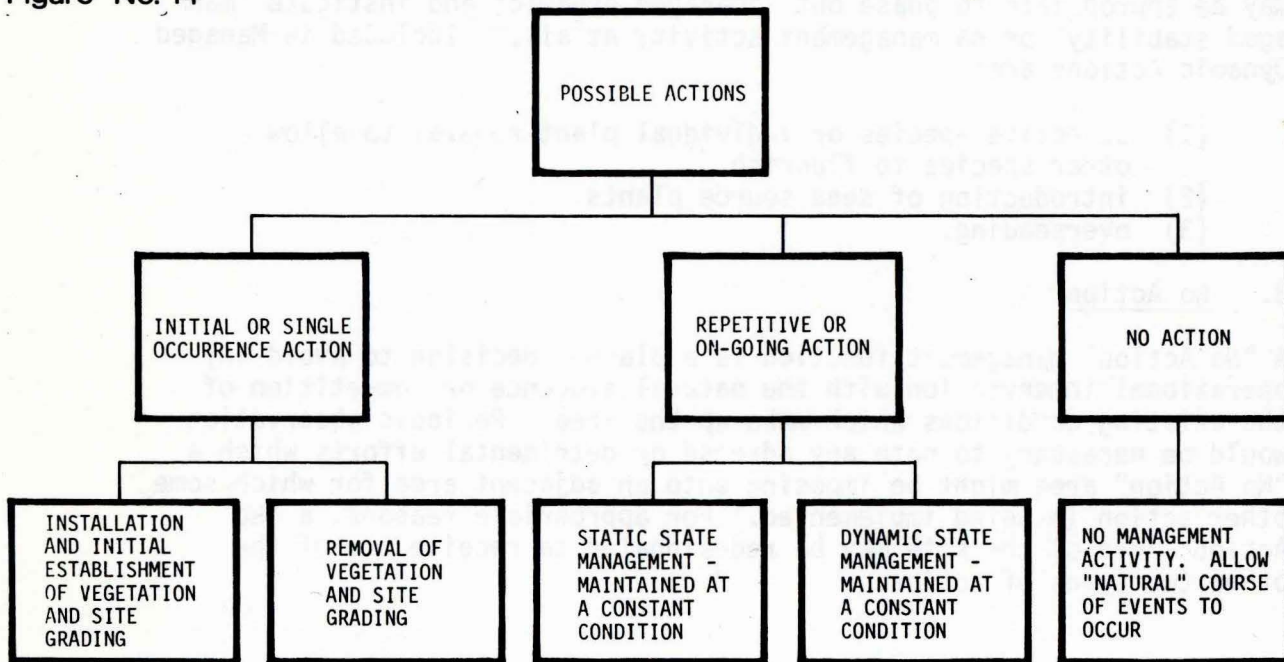 Figure No. 1
POSSIBLE ACTIONS
INITIAL OR SINGLE
OCCURRENCE ACTION
REPETITIVE OR
ON-GOING ACTION
NO ACTION
INSTALLATION
AND INITIAL
ESTABLISHMENT
OF VEGETATION
AND SITE
GRADING
REMOVAL OF
VEGETATION
AND SITE
GRADING
STATIC STATE
MANAGEMENT -
MAINTAINED AT
A CONSTANT
CONDITION
DYNAMIC STATE
MANAGEMENT -
MAINTAINED AT
A CONSTANT
CONDITION
NO MANAGEMENT
ACTIVITY: ALLOW
"NATURAL" COURSE
OF EVENTS TO
OCCUR